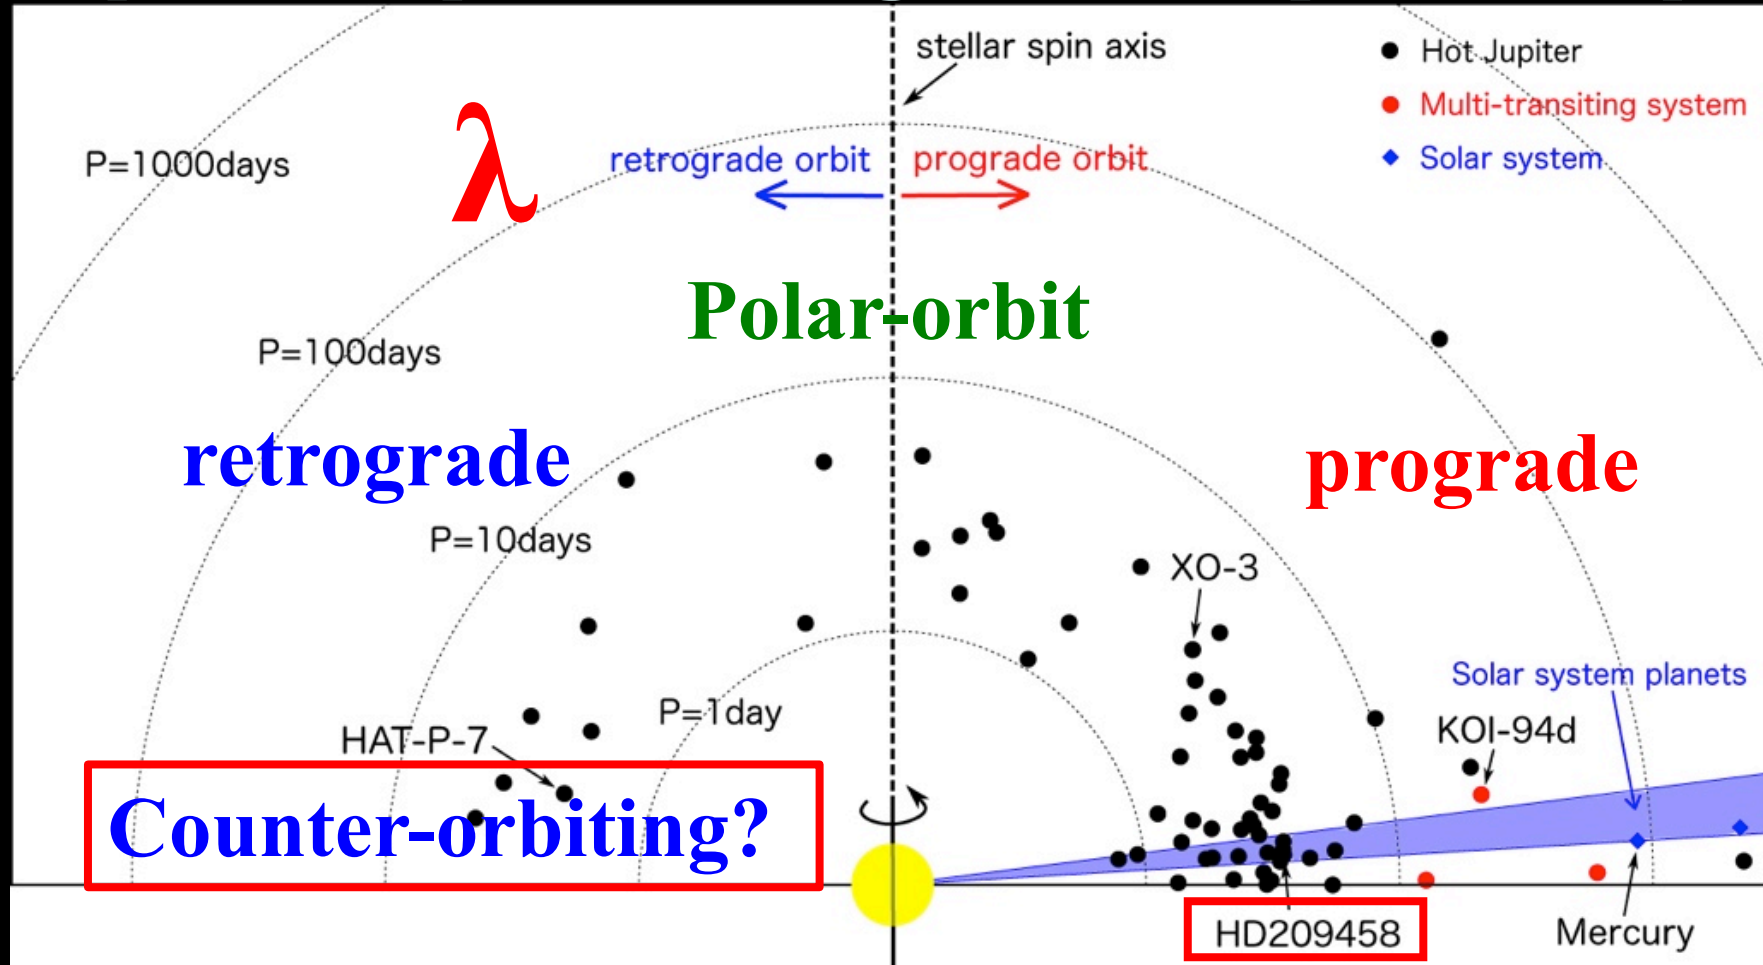 stellar spin axis
Hot Jupiter
Multi-transiting system
Solar system
P=1000days
λ
retrograde orbit
prograde orbit
Polar-orbit
P=100days
retrograde
prograde
P=10days
XO-3
Solar system planets
P=1day
KOI-94d
HAT-P-7
Counter-orbiting?
HD209458
Mercury